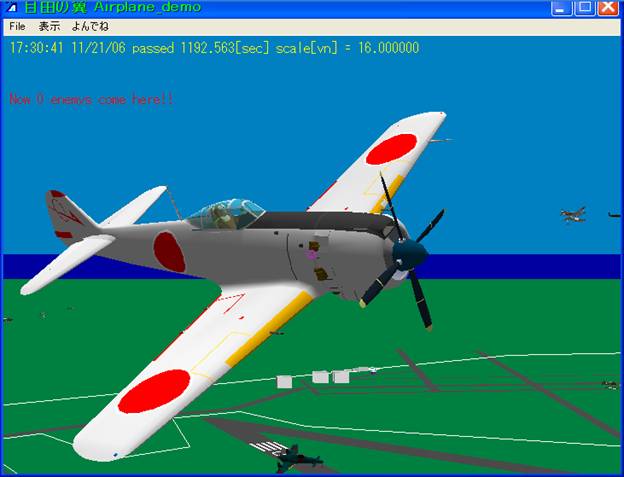 自由の翼 Airplane_demo
File 表示 よんでね
17:30:41 11/21/06 passed 1192.563[sec] scale[vn] = 16.000000
Now 0 enemys come here!!